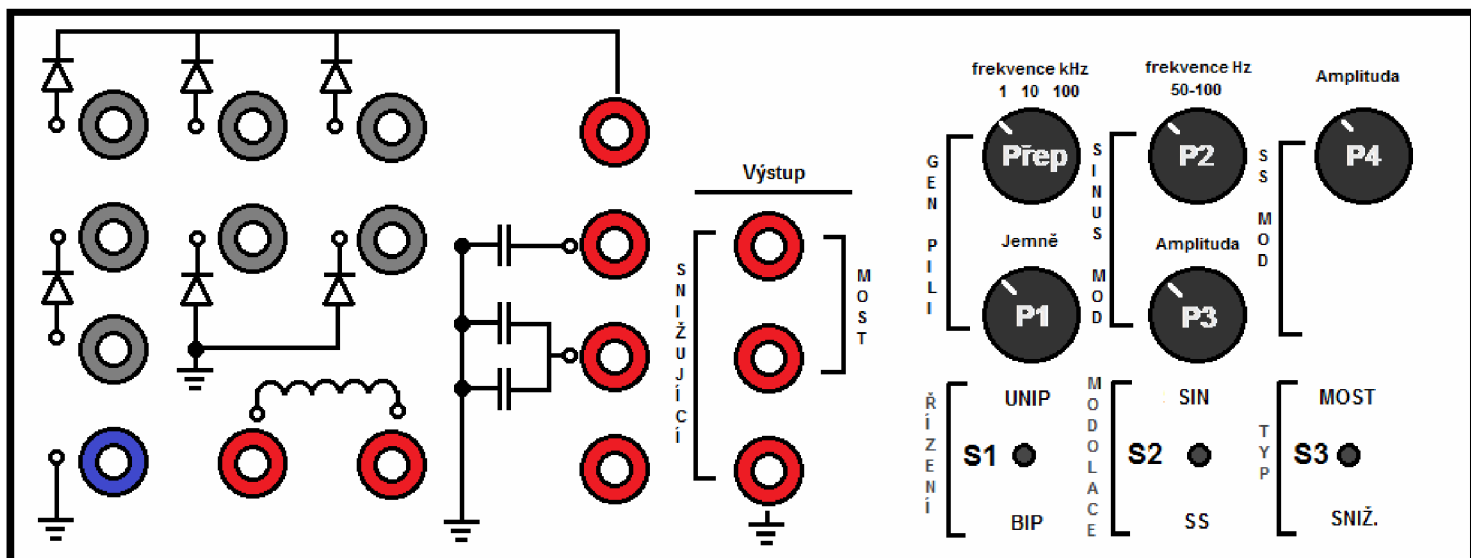 Výstup
SNIŽUJÍCÍ
MOST
frekvence kHz
1 10 100
Přep
GEN PILI
Jemně
P1
frekvence Hz
50-100
P2
SINUS MOD
Amplituda
P3
Amplituda
P4
SS MOD
ŘÍZENÍ
UNIP
S1
BIP
MODOLACE
SIN
S2
SS
TYP
MOST
S3
SNIŽ.